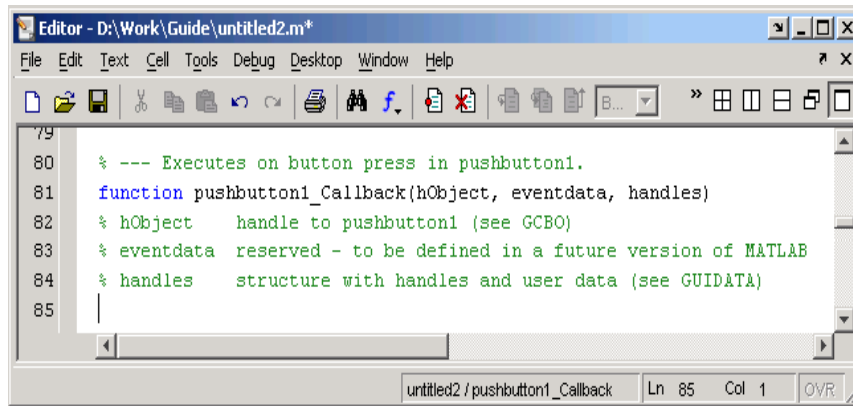 Editor - D:\Work\Guide\untitled2.m*
File Edit Text Cell Tools Debug Desktop Window Help
B...
79
80 % --- Executes on button press in pushbutton1.
81 function pushbutton1_Callback(hObject, eventdata, handles)
82 % hObject    handle to pushbutton1 (see GCBO)
83 % eventdata  reserved - to be defined in a future version of MATLAB
84 % handles    structure with handles and user data (see GUIDATA)
85
untitled2 / pushbutton1_Callback Ln 85 Col 1 OVR